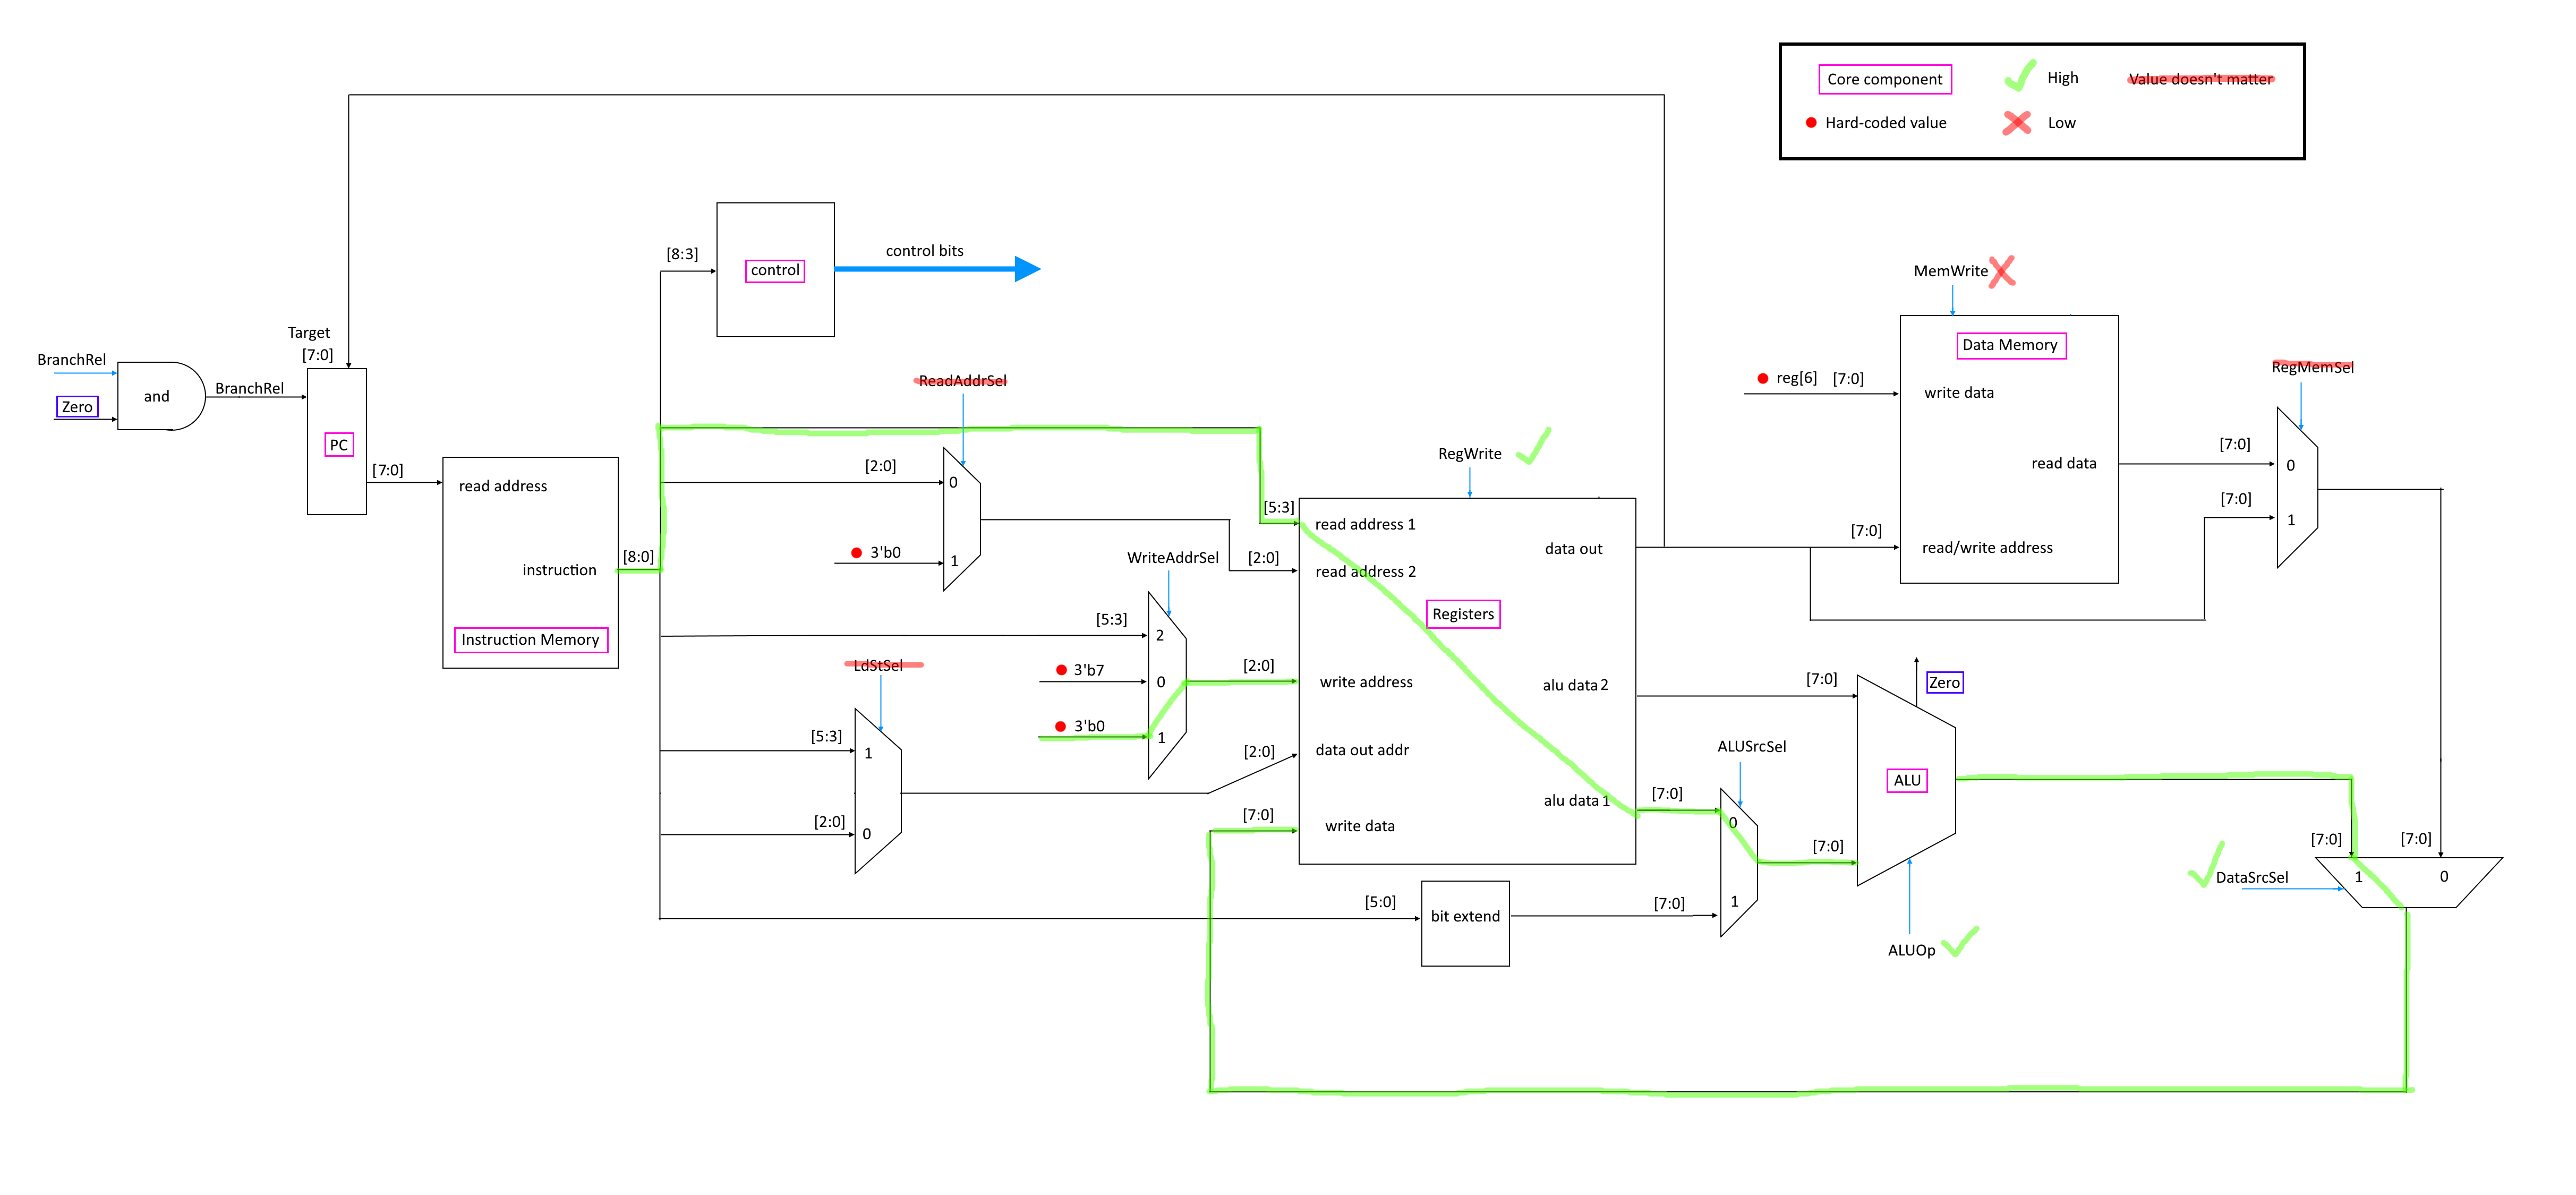 Core component
High
Value doesn't matter
Hard-coded value
Low
[8:3]
control
control bits
MemWrite
Data Memory
Target
[7:0]
BranchRel
and
BranchRel
Zero
PC
[7:0]
ReadAddrSel
reg[6] [7:0]
write data
RegMemSel
[7:0]
read data
0
[7:0]
1
[7:0]
read/write address
read address
instruction
[8:0]
Instruction Memory
[2:0]
0
3'b0
1
RegWrite
[5:3]
read address 1
[2:0]
read address 2
data out
Registers
WriteAddrSel
[5:3]
2
3'b7
0
[2:0]
write address
3'b0
1
alu data 2
[7:0]
Zero
LdStSel
[5:3]
1
[2:0]
0
[2:0]
data out addr
[7:0]
write data
alu data 1
[7:0]
ALUSrcSel
0
[7:0]
1
ALU
ALUOp
[5:0]
bit extend
[7:0]
[7:0]
[7:0]
DataSrcSel
1
0